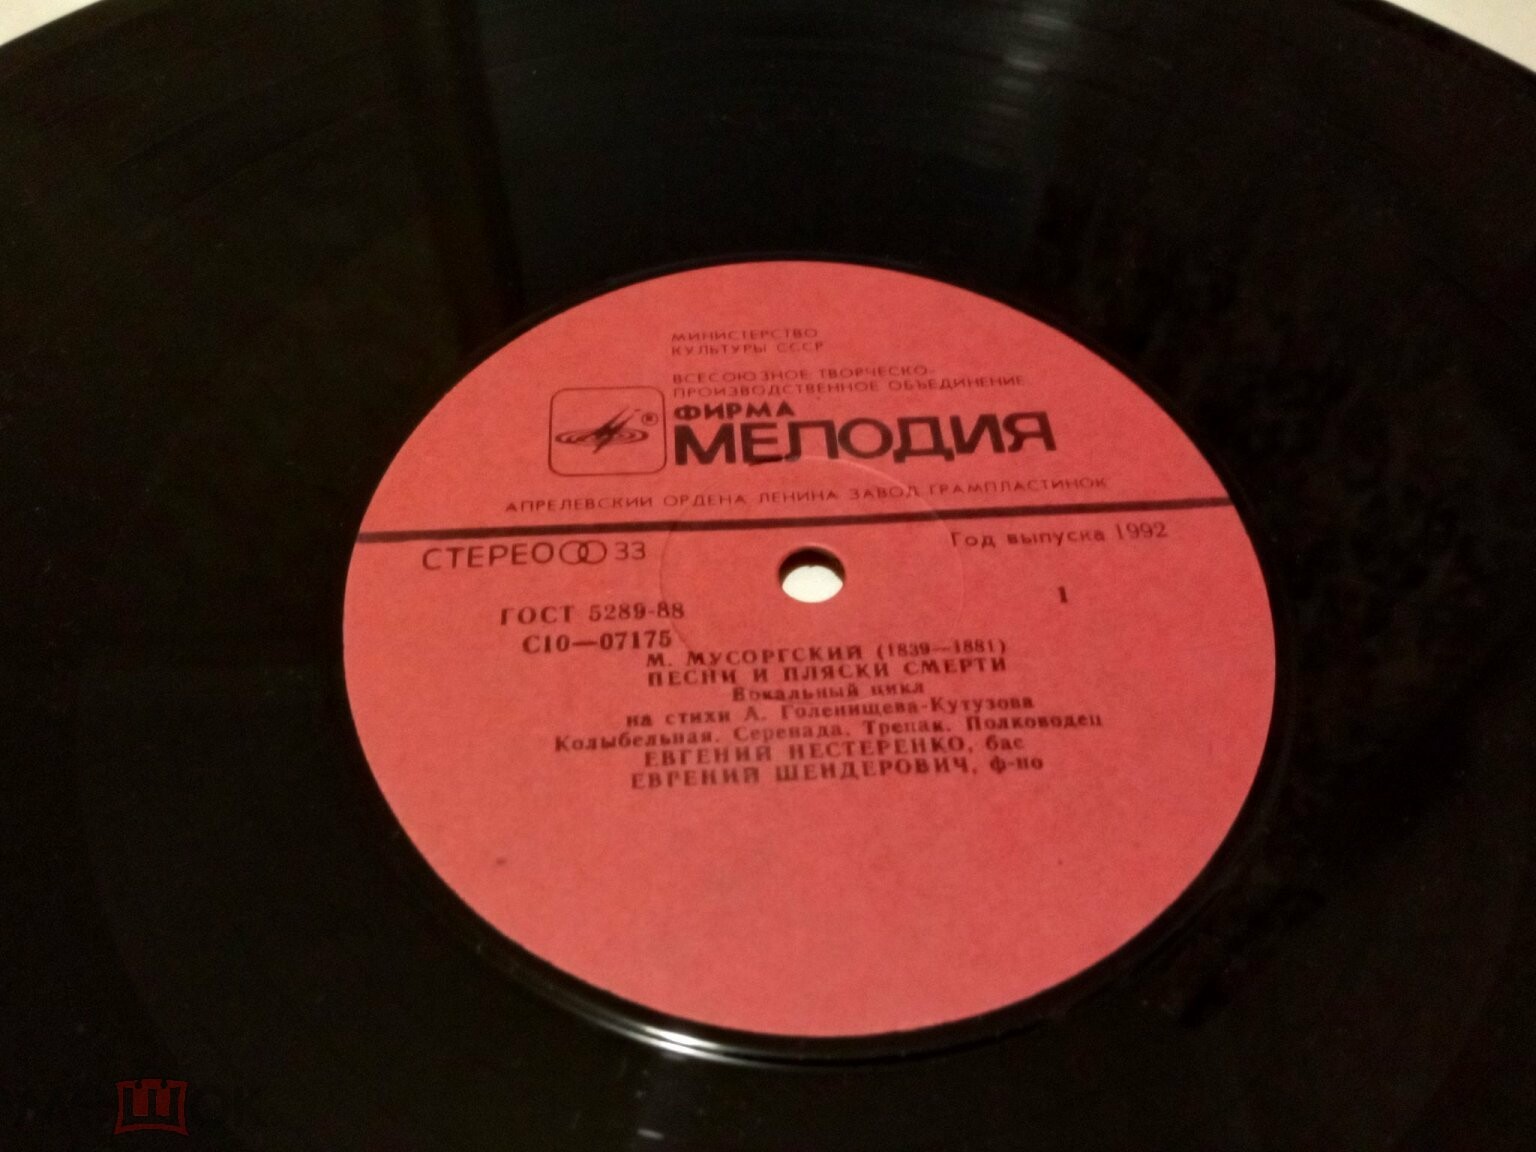 МИНИСТЕРСТВО
КУЛЬТУРЫ СССР
ВСЕСОЮЗНОЕ ТВОРЧЕСКО-
ПРОИЗВОДСТВЕННОЕ ОБЪЕДИНЕНИЕ
ФИРМА
®
МЕЛОДИЯ
АПРЕЛЕВСКИЙ ОРДЕНА ЛЕНИНА ЗАВОД ГРАМПЛАСТИНОК
СТЕРЕО 33
Год выпуска 1992
ГОСТ 5289-88
1
С10—07175
М. МУСОРГСКИЙ (1839—1881)
ПЕСНИ И ПЛЯСКИ СМЕРТИ
Вокальный цикл
на стихи А. Голенищева-Кутузова
Колыбельная. Серенада. Трепак. Полководец
ЕВГЕНИЙ НЕСТЕРЕНКО, бас
ЕВГЕНИЙ ШЕНДЕРОВИЧ, ф-по